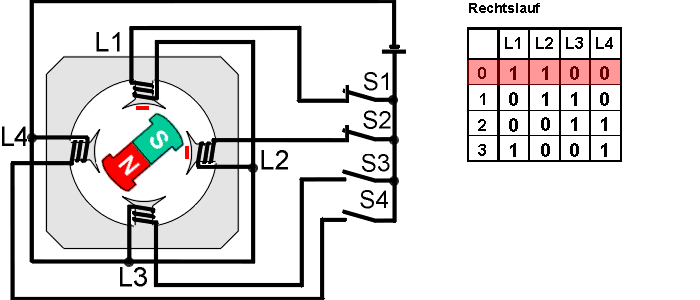 Rechtslauf
L1 L2 L3 L4
0 1 1 0 0
1 0 1 1 0
2 0 0 1 1
3 1 0 0 1
L1
S1
S2
L4
S
N
L2
S3
S4
L3